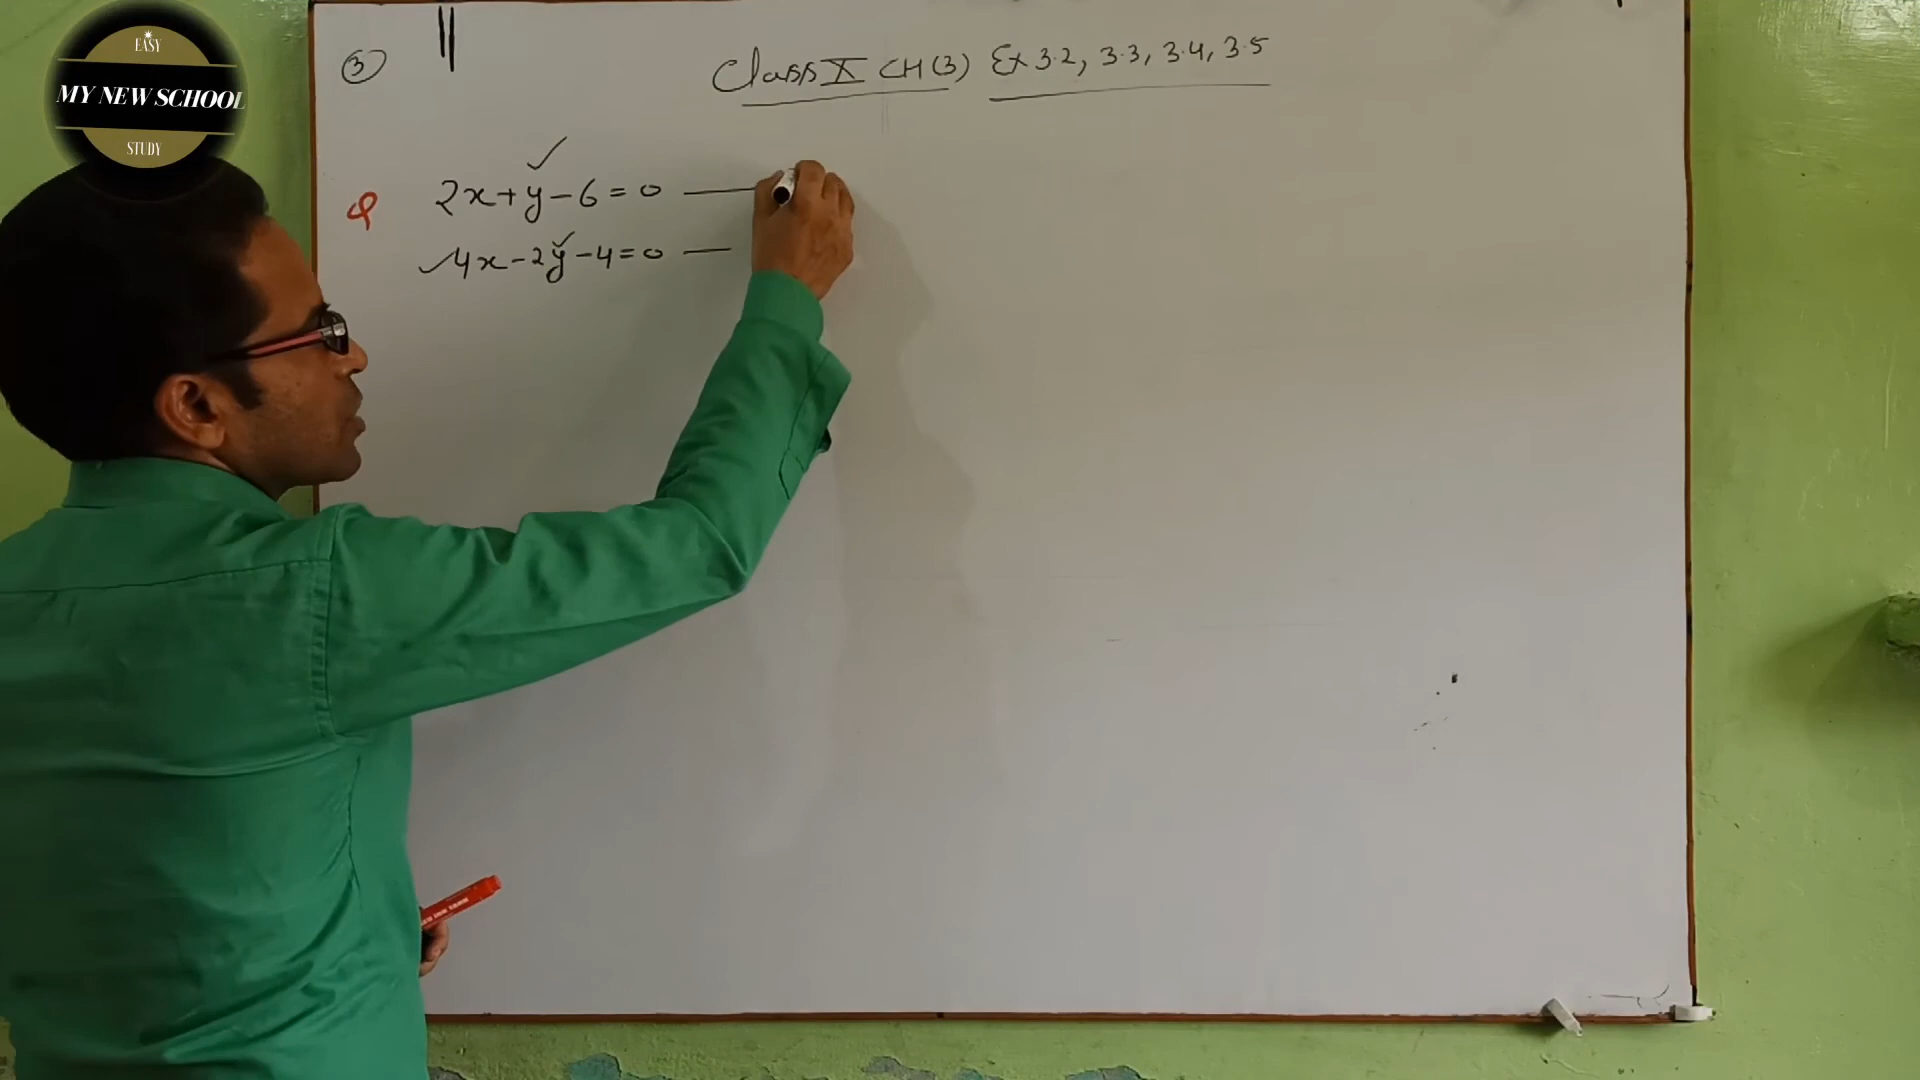 EASY
MY NEW SCHOOL
STUDY
3
Class X CH(3) Ex 3.2, 3.3, 3.4, 3.5
Q 2x+y-6=0
4x-2y-4=0